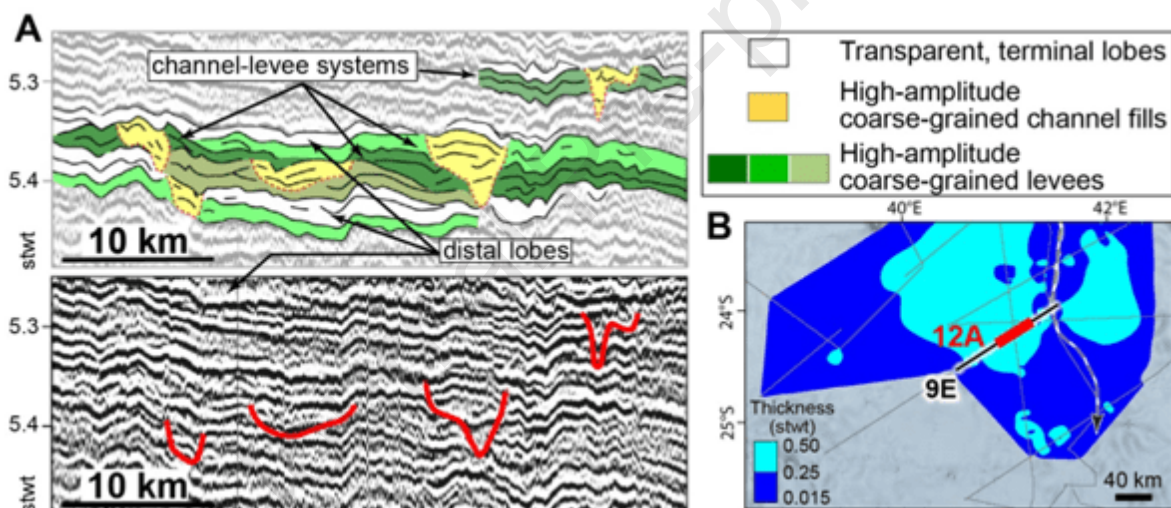 A
channel-levee systems
5.3
5.4
10 km
distal lobes
stwt
5.3
5.4
10 km
stwt
Transparent, terminal lobes
High-amplitude
coarse-grained channel fills
High-amplitude
coarse-grained levees
B
40°E
42°E
24°S
25°S
12A
9E
Thickness
(stwt)
0.50
0.25
0.015
40 km